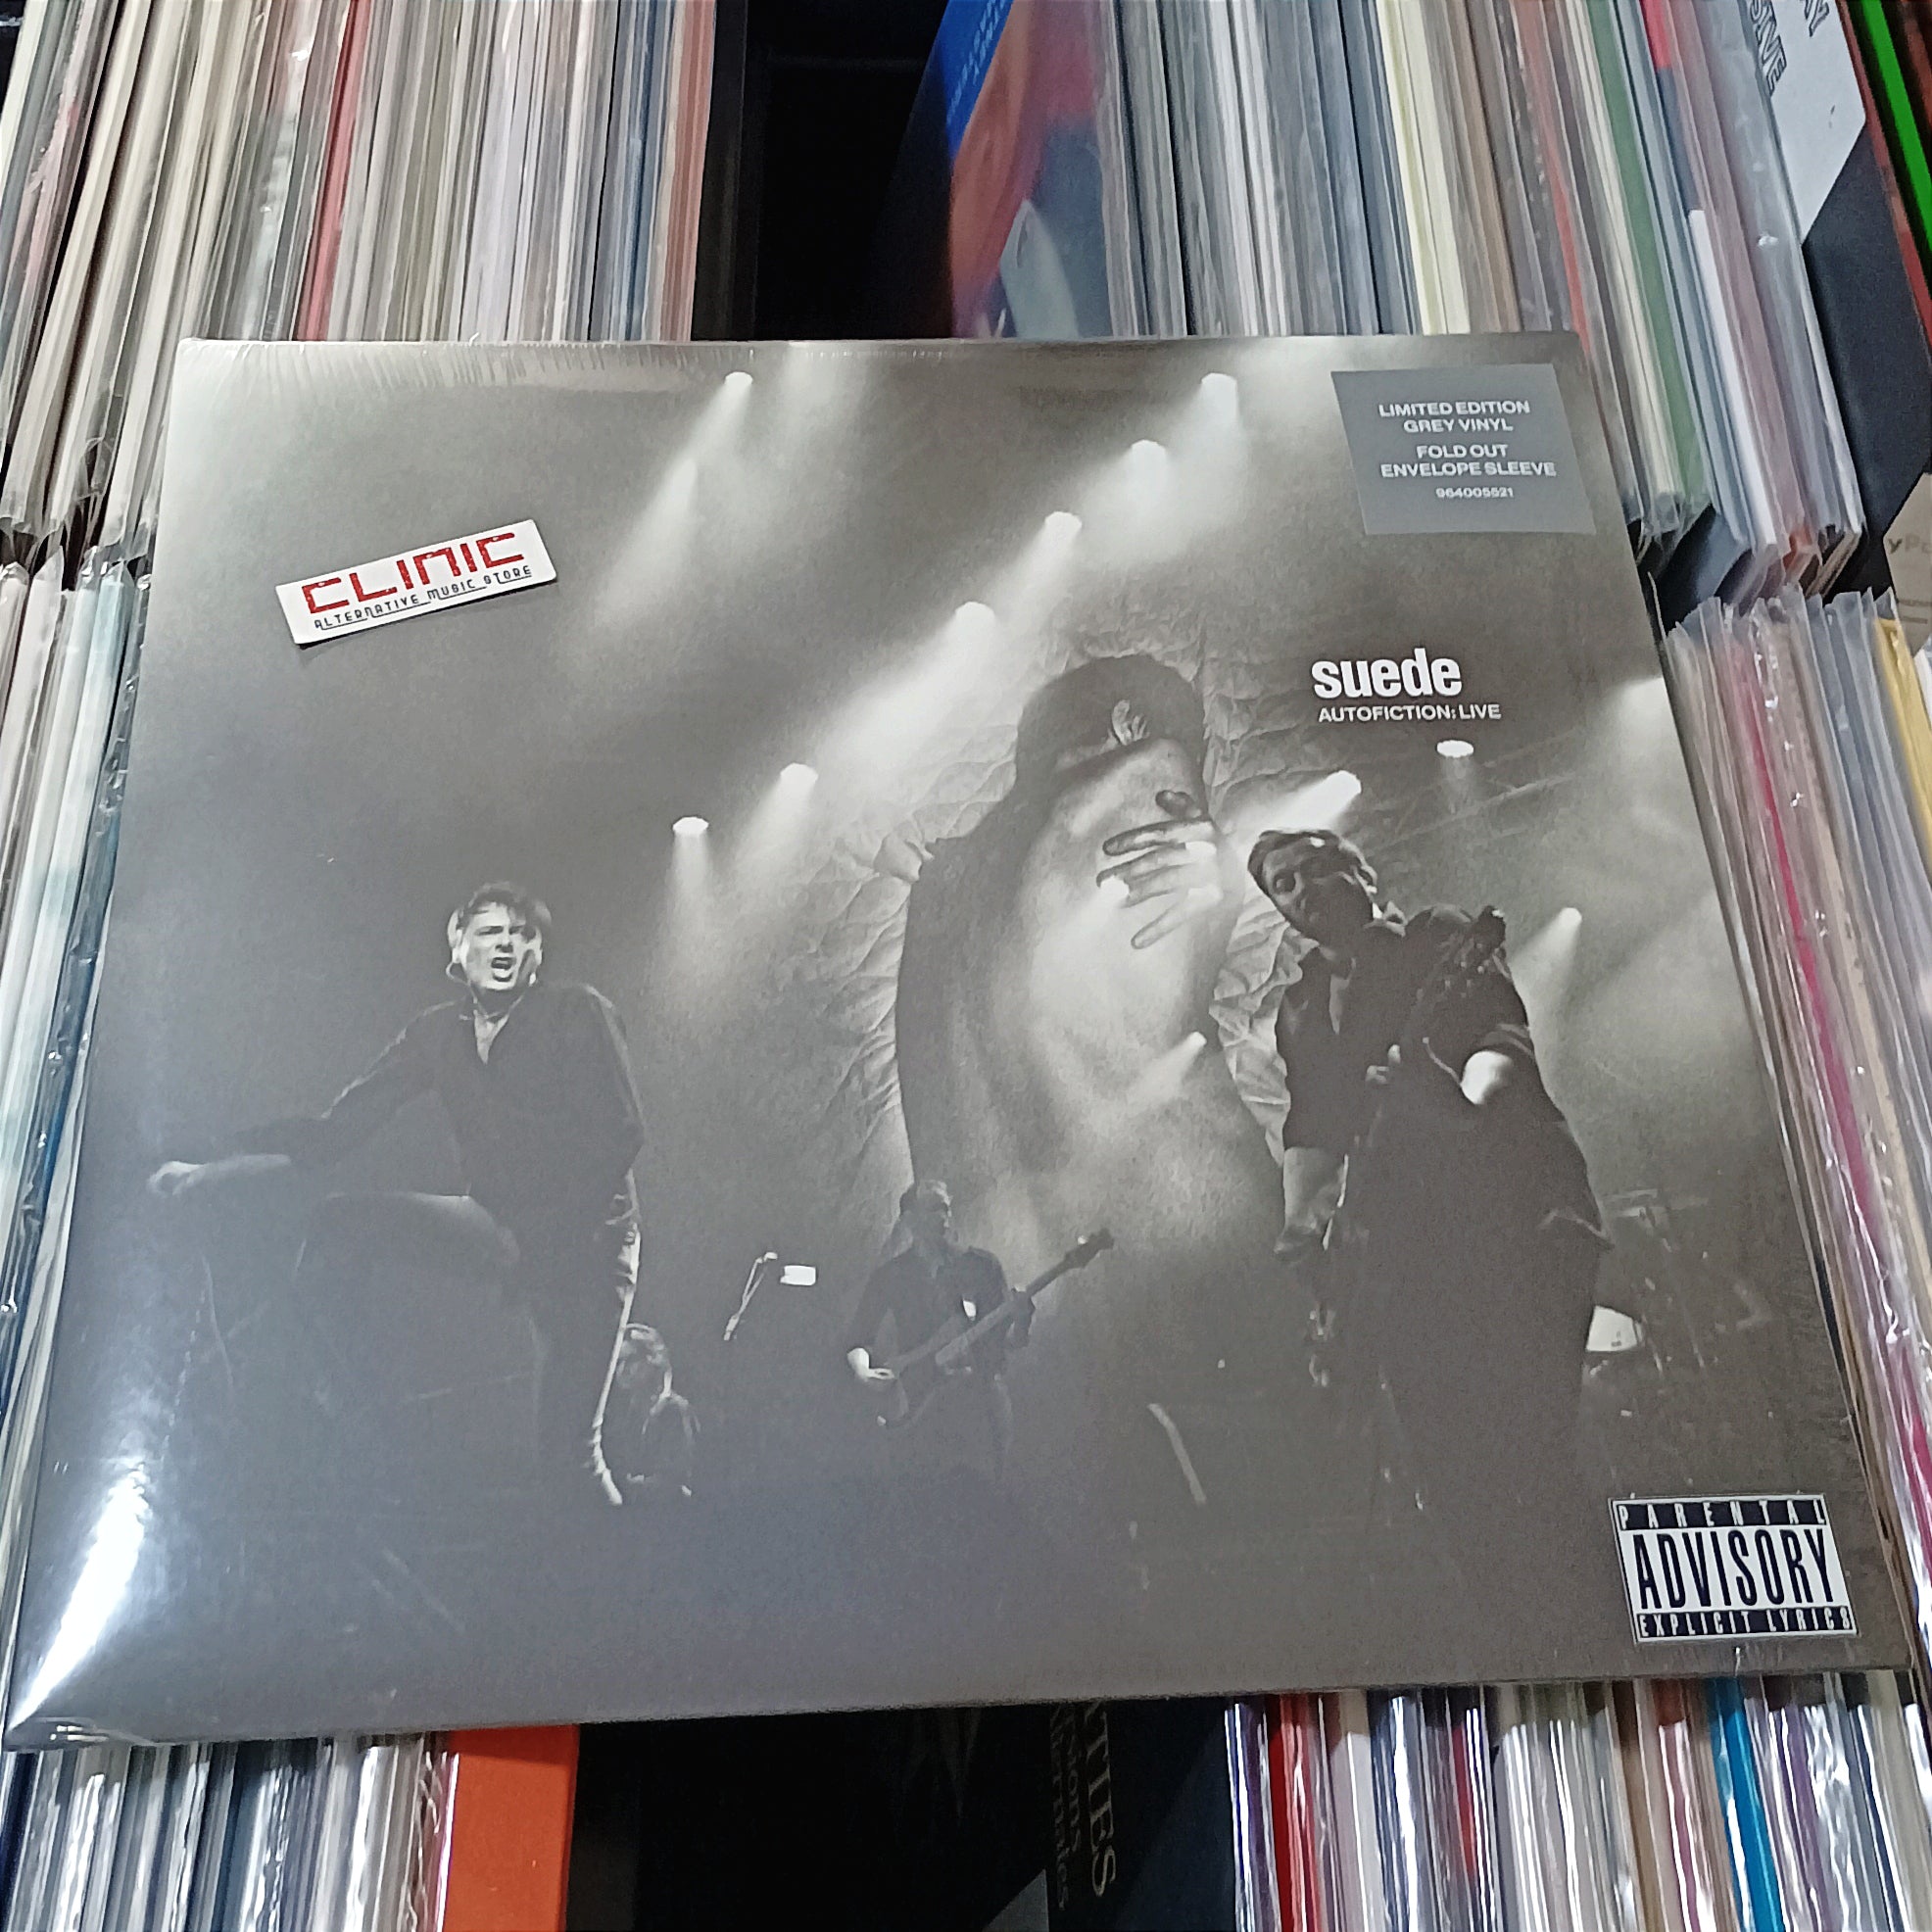 LIMITED EDITION
GREY VINYL
FOLD OUT
ENVELOPE SLEEVE
964005521
CLINIC
ALTERNATIVE MUSIC STORE
suede
AUTOFICTION: LIVE
PARENTAL
ADVISORY
EXPLICIT LYRICS